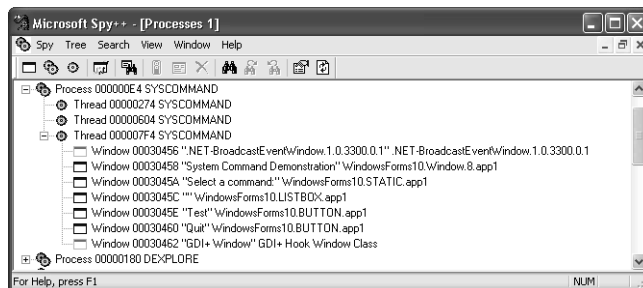 Microsoft Spy++ - [Processes 1]
Spy Tree Search View Window Help
Process 000000E4 SYSCOMMAND
Thread 00000274 SYSCOMMAND
Thread 00000604 SYSCOMMAND
Thread 000007F4 SYSCOMMAND
Window 00030456 ".NET-BroadcastEventWindow.1.0.3300.0.1" .NET-BroadcastEventWindow.1.0.3300.0.1
Window 00030458 "System Command Demonstration" WindowsForms10.Window.8.app1
Window 0003045A "Select a command:" WindowsForms10.STATIC.app1
Window 0003045C "" WindowsForms10.LISTBOX.app1
Window 0003045E "Test" WindowsForms10.BUTTON.app1
Window 00030460 "Quit" WindowsForms10.BUTTON.app1
Window 00030462 "GDI+ Window" GDI+ Hook Window Class
Process 00000180 DEXPLORE
For Help, press F1 NUM